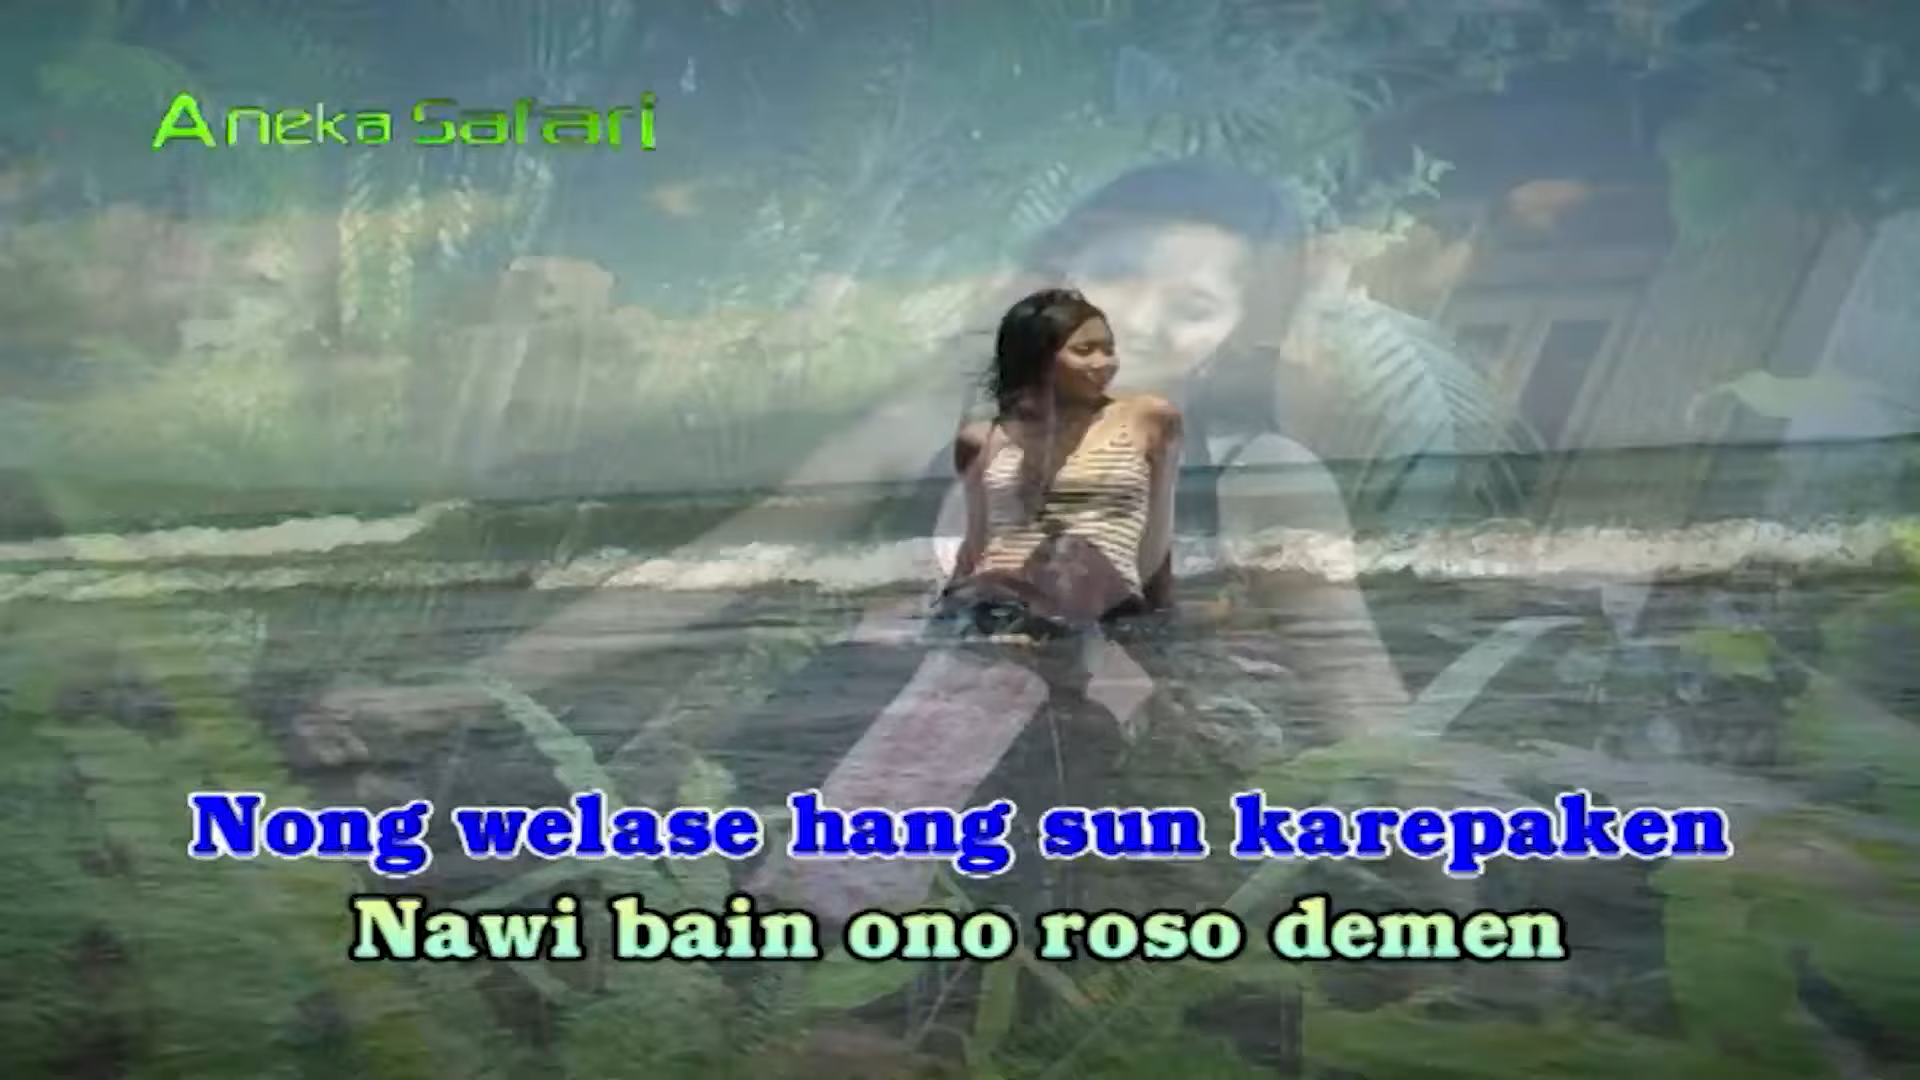 Aneka Safari
Nong welase hang sun karepaken
Nawi bain ono roso demen